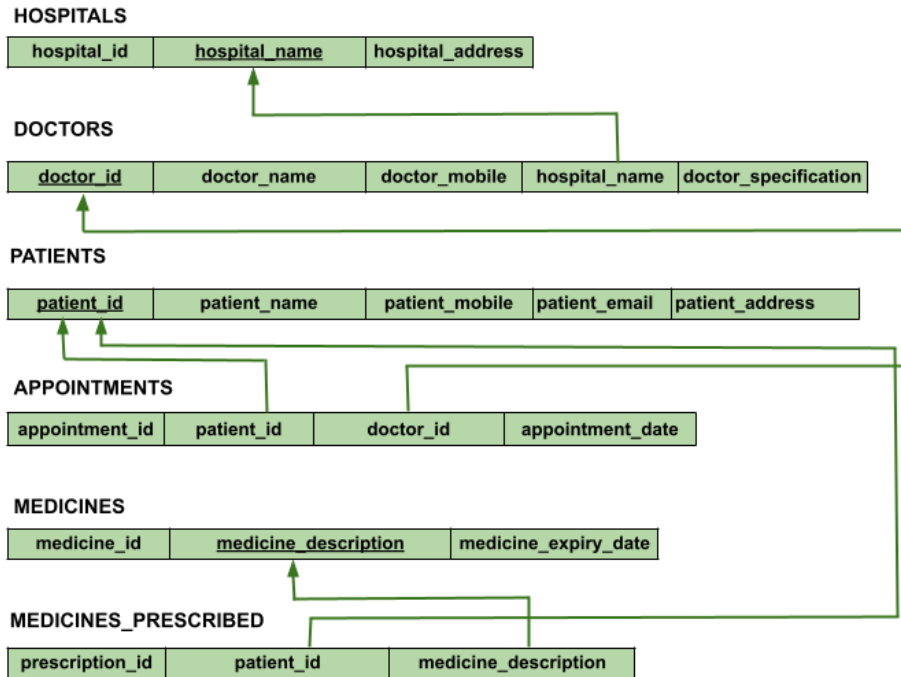 HOSPITALS
hospital_id hospital_name hospital_address
DOCTORS
doctor_id doctor_name doctor_mobile hospital_name doctor_specification
PATIENTS
patient_id patient_name patient_mobile patient_email patient_address
APPOINTMENTS
appointment_id patient_id doctor_id appointment_date
MEDICINES
medicine_id medicine_description medicine_expiry_date
MEDICINES_PRESCRIBED
prescription_id patient_id medicine_description